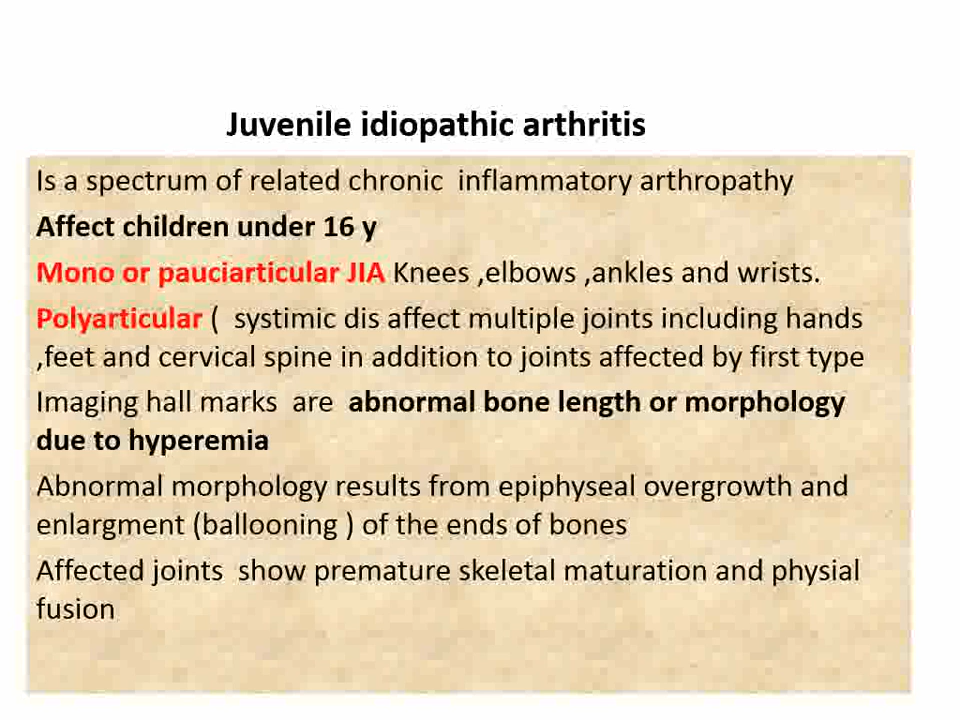 Juvenile idiopathic arthritis
Is a spectrum of related chronic inflammatory arthropathy
Affect children under 16 y
Mono or pauciarticular JIA Knees ,elbows ,ankles and wrists.
Polyarticular ( systimic dis affect multiple joints including hands
,feet and cervical spine in addition to joints affected by first type
Imaging hall marks are abnormal bone length or morphology
due to hyperemia
Abnormal morphology results from epiphyseal overgrowth and
enlargment (ballooning ) of the ends of bones
Affected joints show premature skeletal maturation and physial
fusion